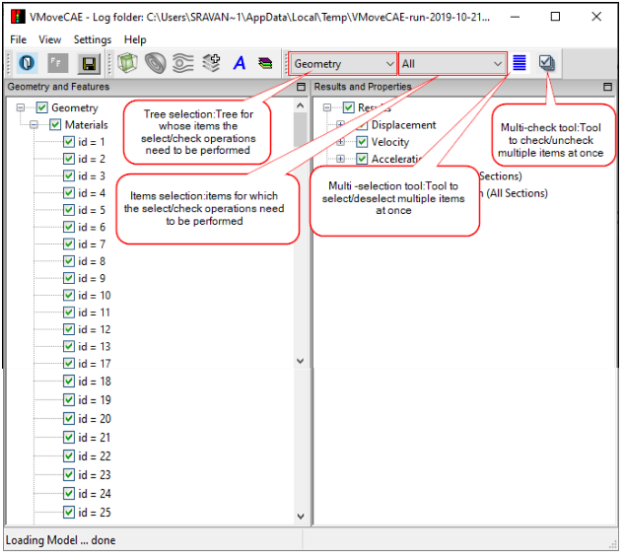 VMoveCAE - Log folder: C:\Users\SRAVAN~1\AppData\Local\Temp\VMoveCAE-run-2019-10-21...
File View Settings Help
A Geometry All
Geometry and Features
Results and Properties
Geometry
Materials
id = 1
id = 2
id = 3
id = 4
id = 5
id = 6
id = 7
id = 8
id = 9
id = 10
id = 11
id = 12
id = 13
id = 17
id = 18
id = 19
id = 20
id = 21
id = 22
id = 23
id = 24
id = 25
Tree selection:Tree for
whose items the
select/check operations
need to be performed
Items selection:items for which
the select/check operations need
to be performed
Displacement
Velocity
Sections)
(All Sections)
Multi -selection tool:Tool to
select/deselect multiple items
at once
Multi-check tool:Tool
to check/uncheck
multiple items at once
Loading Model ... done